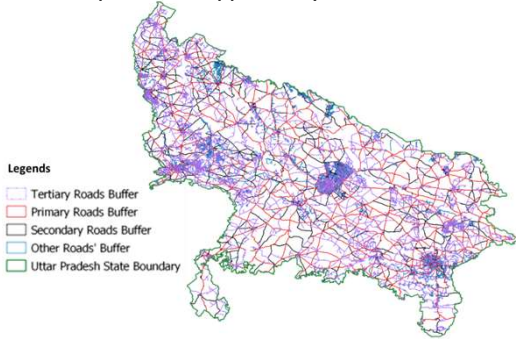 Legends
Tertiary Roads Buffer
Primary Roads Buffer
Secondary Roads Buffer
Other Roads' Buffer
Uttar Pradesh State Boundary